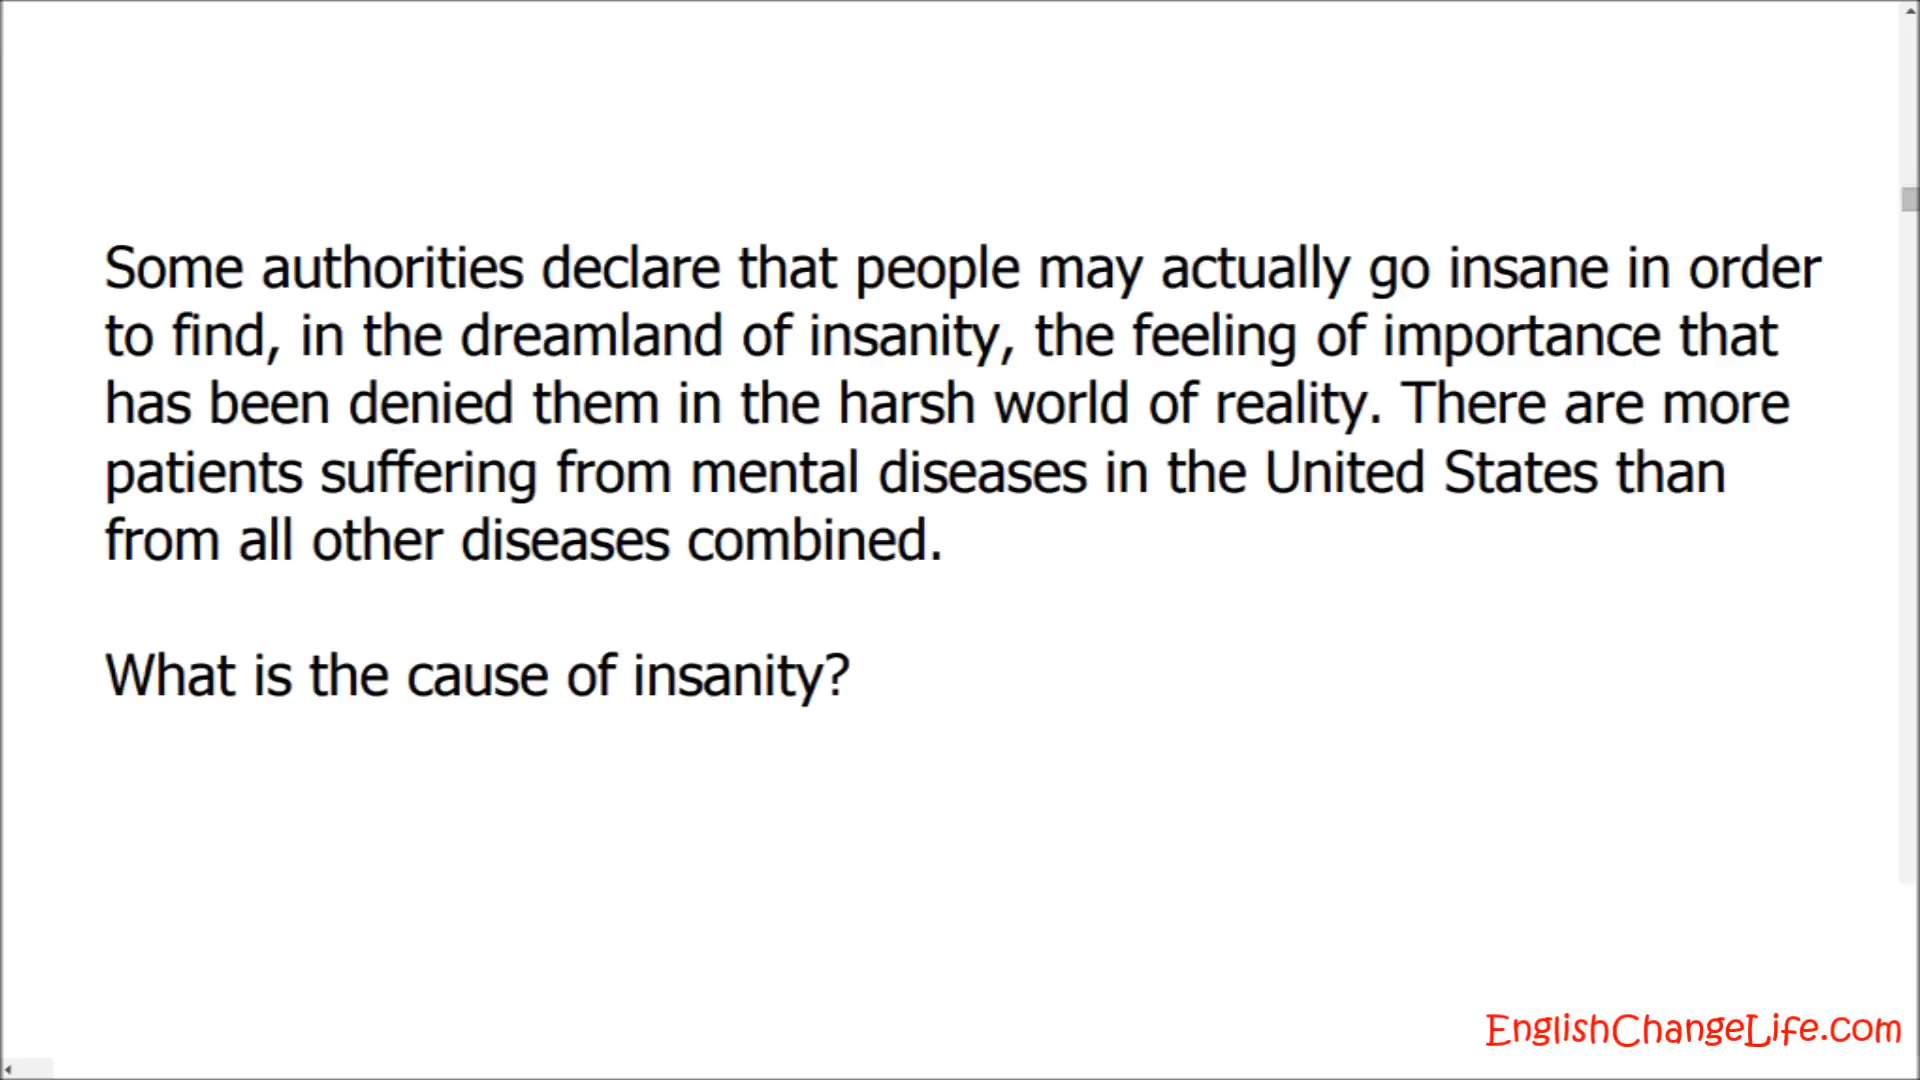 Some authorities declare that people may actually go insane in order
to find, in the dreamland of insanity, the feeling of importance that
has been denied them in the harsh world of reality. There are more
patients suffering from mental diseases in the United States than
from all other diseases combined.
What is the cause of insanity?
EnglishChangeLife.com